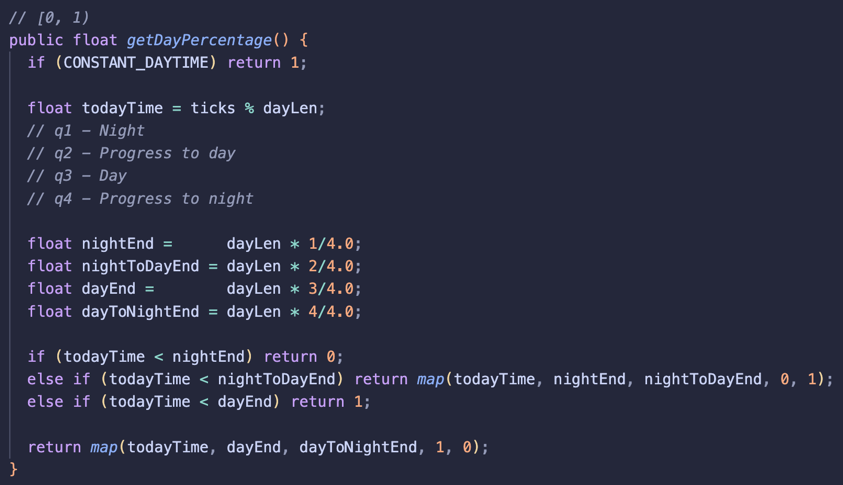 // [0, 1)
public float getDayPercentage() {
  if (CONSTANT_DAYTIME) return 1;

  float todayTime = ticks % dayLen;
  // q1 – Night
  // q2 – Progress to day
  // q3 – Day
  // q4 – Progress to night

  float nightEnd =      dayLen * 1/4.0;
  float nightToDayEnd = dayLen * 2/4.0;
  float dayEnd =        dayLen * 3/4.0;
  float dayToNightEnd = dayLen * 4/4.0;

  if (todayTime < nightEnd) return 0;
  else if (todayTime < nightToDayEnd) return map(todayTime, nightEnd, nightToDayEnd, 0, 1);
  else if (todayTime < dayEnd) return 1;

  return map(todayTime, dayEnd, dayToNightEnd, 1, 0);
}